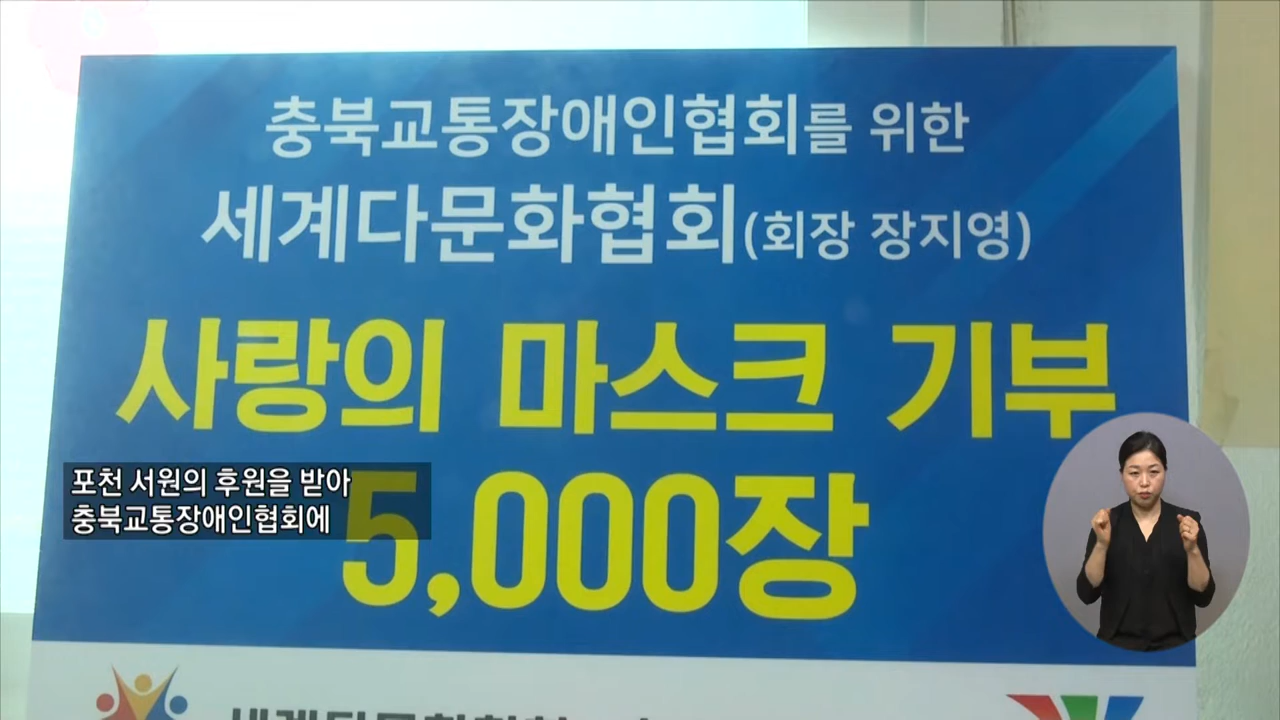 충북교통장애인협회를 위한
세계다문화협회(회장 장지영)
사랑의 마스크 기부
5,000장
포천 서원의 후원을 받아
충북교통장애인협회에